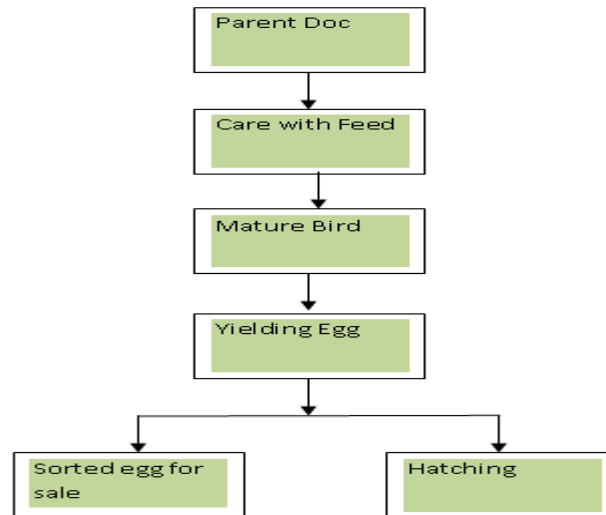 Parent Doc
Care with Feed
Mature Bird
Yielding Egg
Sorted egg for
sale
Hatching